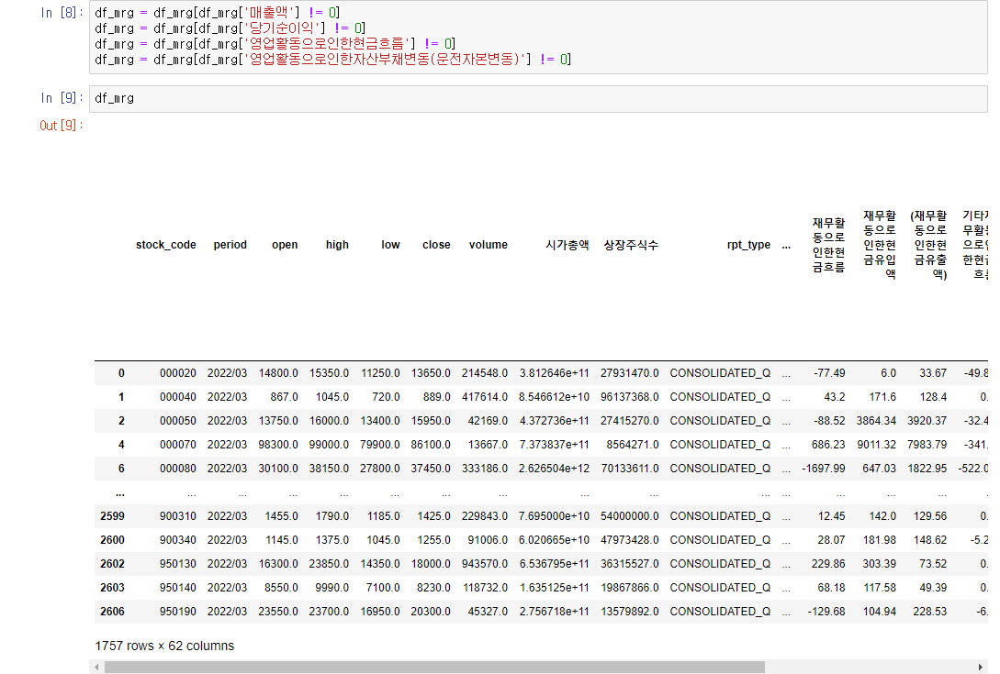 In [8]: df_mrg = df_mrg[df_mrg['매출액'] != 0]
df_mrg = df_mrg[df_mrg['당기순이익'] != 0]
df_mrg = df_mrg[df_mrg['영업활동으로인한현금흐름'] != 0]
df_mrg = df_mrg[df_mrg['영업활동으로인한자산부채변동(운전자본변동)'] != 0]
In [9]: df_mrg
Out[9]:
stock_code period open high low close volume 시가총액 상장주식수 rpt_type ... 재무활동으로인한현금흐름 재무활동으로인한현금유입액 (재무활동으로인한현금유출액)
0 000020 2022/03 14800.0 15350.0 11250.0 13650.0 214548.0 3.812646e+11 27931470.0 CONSOLIDATED_Q ... -77.49 6.0 33.67 -49.8
1 000040 2022/03 867.0 1045.0 720.0 889.0 417614.0 8.546612e+10 96137368.0 CONSOLIDATED_Q ... 43.2 171.6 128.4 0.
2 000050 2022/03 13750.0 16000.0 13400.0 15950.0 42169.0 4.372736e+11 27415270.0 CONSOLIDATED_Q ... -88.52 3864.34 3920.37 -32.4
4 000070 2022/03 98300.0 99000.0 79900.0 86100.0 13667.0 7.373837e+11 8564271.0 CONSOLIDATED_Q ... 686.23 9011.32 7983.79 -341.
6 000080 2022/03 30100.0 38150.0 27800.0 37450.0 333186.0 2.626504e+12 70133611.0 CONSOLIDATED_Q ... -1697.99 647.03 1822.95 -522.0
... ... ... ... ... ... ... ... ... ... ... ... ... ... ...
2599 900310 2022/03 1455.0 1790.0 1185.0 1425.0 229843.0 7.695000e+10 54000000.0 CONSOLIDATED_Q ... 12.45 142.0 129.56 0.
2600 900340 2022/03 1145.0 1375.0 1045.0 1255.0 91006.0 6.020665e+10 47973428.0 CONSOLIDATED_Q ... 28.07 181.98 148.62 -5.2
2602 950130 2022/03 16300.0 23850.0 14350.0 18000.0 943570.0 6.536795e+11 36315527.0 CONSOLIDATED_Q ... 229.86 303.39 73.52 0.
2603 950140 2022/03 8550.0 9990.0 7100.0 8230.0 118732.0 1.635125e+11 19867866.0 CONSOLIDATED_Q ... 68.18 117.58 49.39 0.
2606 950190 2022/03 23550.0 23700.0 16950.0 20300.0 45327.0 2.756718e+11 13579892.0 CONSOLIDATED_Q ... -129.68 104.94 228.53 -6.
1757 rows × 62 columns